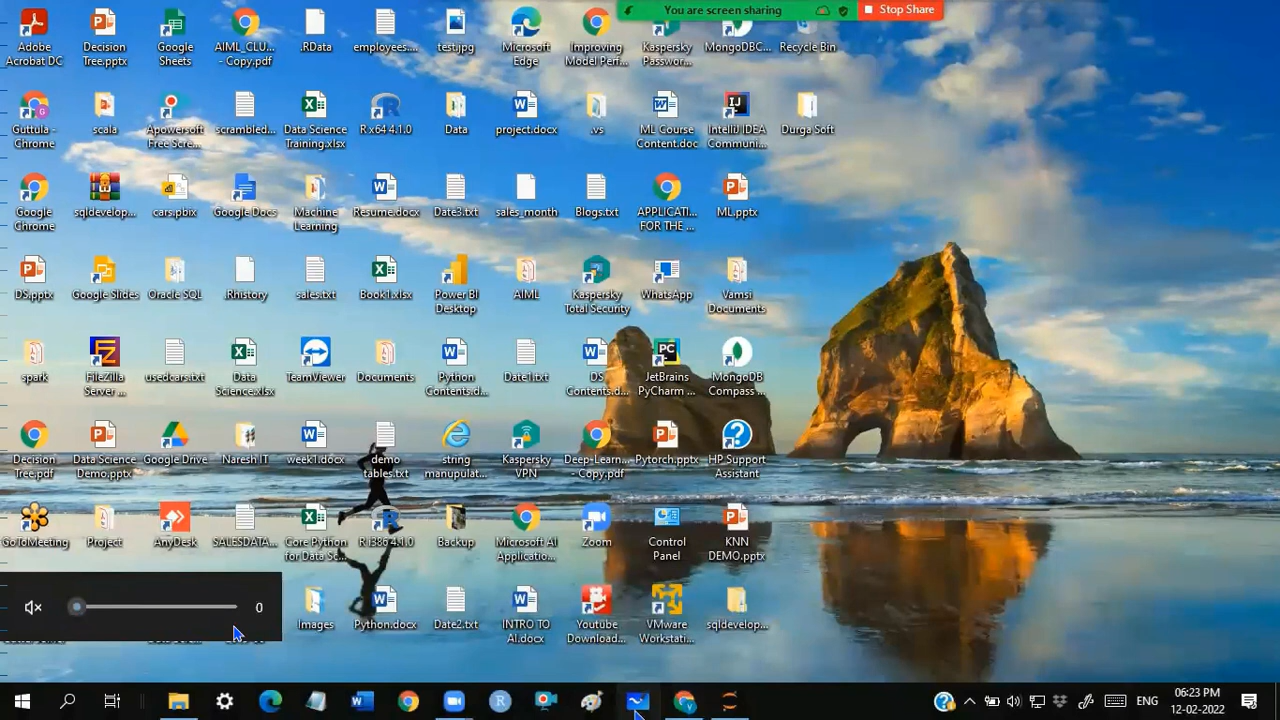 You are screen sharing
Stop Share
Adobe Acrobat DC
Decision Tree.pptx
Google Sheets
AIML_CLU... - Copy.pdf
.RData
employees....
testijpg
Microsoft Edge
Improving Model Perf...
Kaspersky Passwor...
MongoDBC...
Recycle Bin
Guttula - Chrome
scala
Apowersoft Free Scre...
scrambled...
Data Science Training.xlsx
R x64 4.1.0
Data
project.docx
.vs
ML Course Content.doc
IntelliJ IDEA Communi...
Durga Soft
Google Chrome
sqldevelop...
cars.pbix
Google Docs
Machine Learning
Resume.docx
Date3.txt
sales_month
Blogs.txt
APPLICATI... FOR THE ...
ML.pptx
DS.pptx
Google Slides
Oracle SQL
.Rhistory
sales.txt
Book1.xlsx
Power BI Desktop
AIML
Kaspersky Total Security
WhatsApp
Vamsi Documents
spark
FileZilla Server ...
usedcars.txt
Data Science.xlsx
TeamViewer
Documents
Python Contents.d...
Date1.txt
DS Contents.d...
JetBrains PyCharm ...
MongoDB Compass ...
Decision Tree.pdf
Data Science Demo.pptx
Google Drive
Naresh IT
week1.docx
demo tables.txt
string manupulat...
Kaspersky VPN
Deep-Learn... - Copy.pdf
Pytorch.pptx
HP Support Assistant
GoToMeeting
Project
AnyDesk
SALESDATA...
Core Python for Data Sc...
R i386 4.1.0
Backup
Microsoft AI Applicatio...
Zoom
Control Panel
KNN DEMO.pptx
0
Images
Python.docx
Date2.txt
INTRO TO AI.docx
Youtube Download...
VMware Workstati...
sqldevelop...
ENG
06:23 PM
12-02-2022